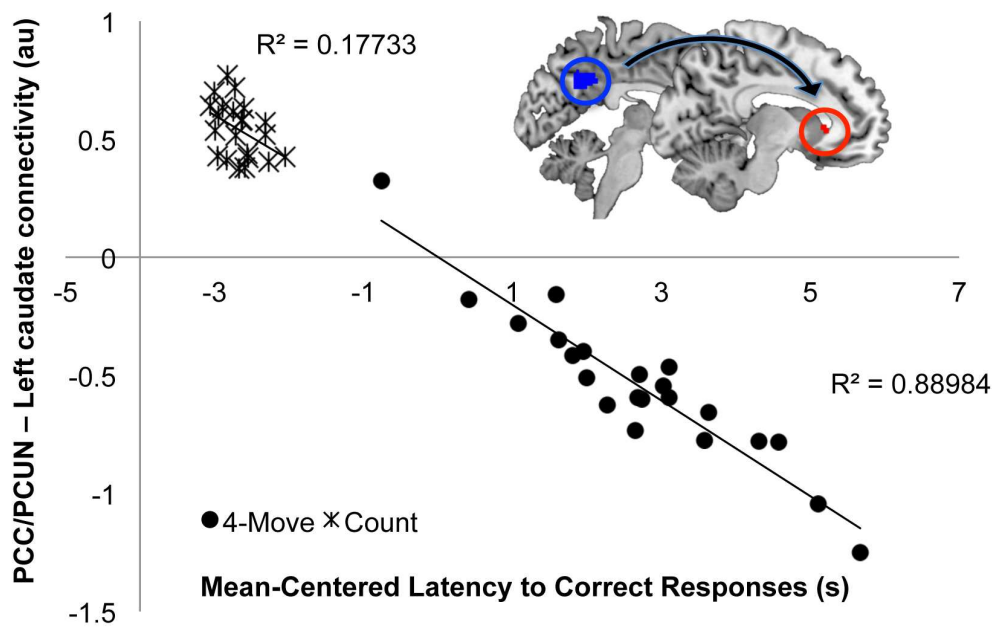 PCC/PCUN – Left caudate connectivity (au)
1
R² = 0.17733
0.5
0
-5 -3 -1 1 3 5 7
-0.5
R² = 0.88984
-1
4-Move Count
Mean-Centered Latency to Correct Responses (s)
-1.5